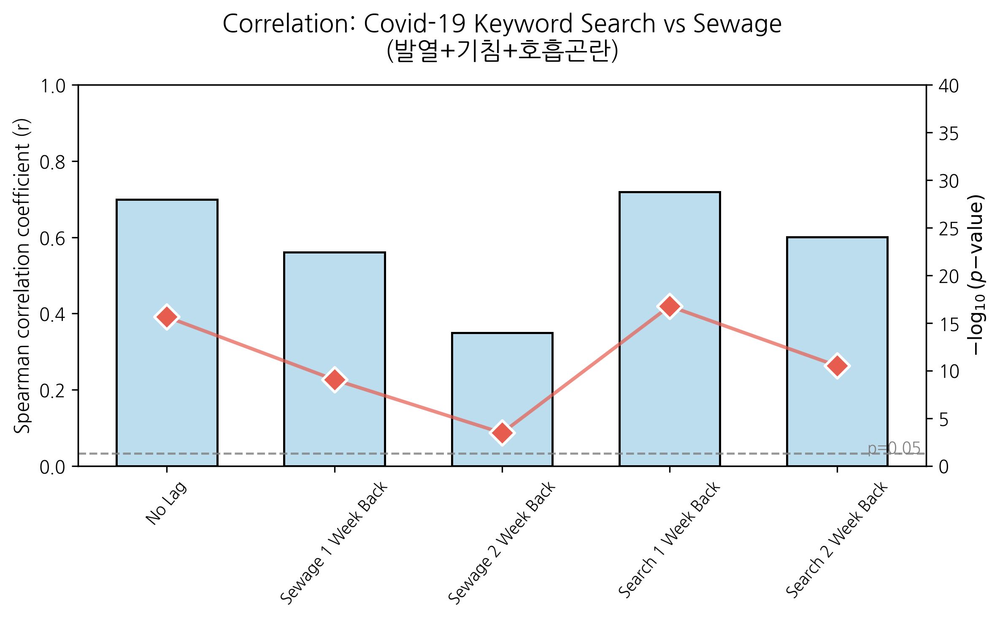 Correlation: Covid-19 Keyword Search vs Sewage
(발열+기침+호흡곤란)
Spearman correlation coefficient (r)
1.0
0.8
0.6
0.4
0.2
0.0
40
35
30
25
20
15
10
5
0
−log₁₀(p−value)
p=0.05
No Lag
Sewage 1 Week Back
Sewage 2 Week Back
Search 1 Week Back
Search 2 Week Back